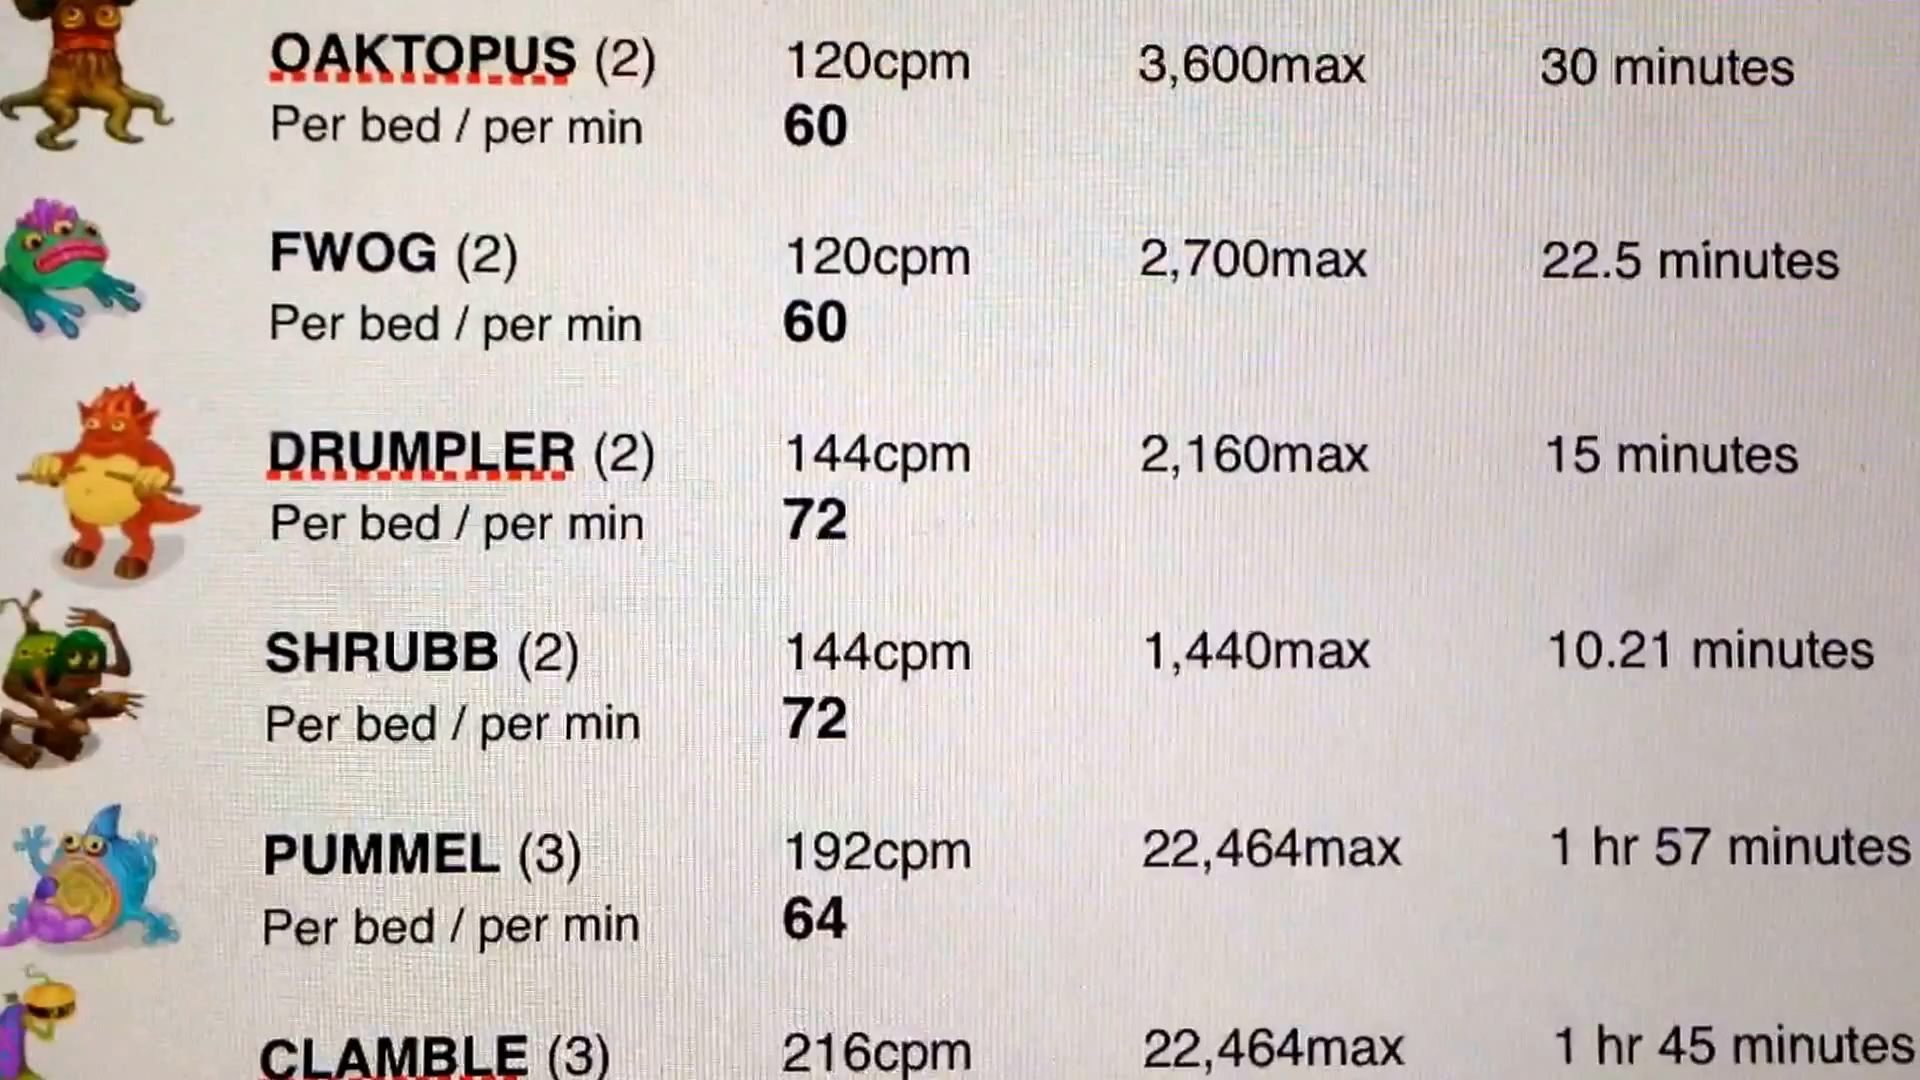 OAKTOPUS (2) 120cpm 3,600max 30 minutes
Per bed / per min 60
FWOG (2) 120cpm 2,700max 22.5 minutes
Per bed / per min 60
DRUMPLER (2) 144cpm 2,160max 15 minutes
Per bed / per min 72
SHRUBB (2) 144cpm 1,440max 10.21 minutes
Per bed / per min 72
PUMMEL (3) 192cpm 22,464max 1 hr 57 minutes
Per bed / per min 64
CLAMBLE (3) 216cpm 22,464max 1 hr 45 minutes